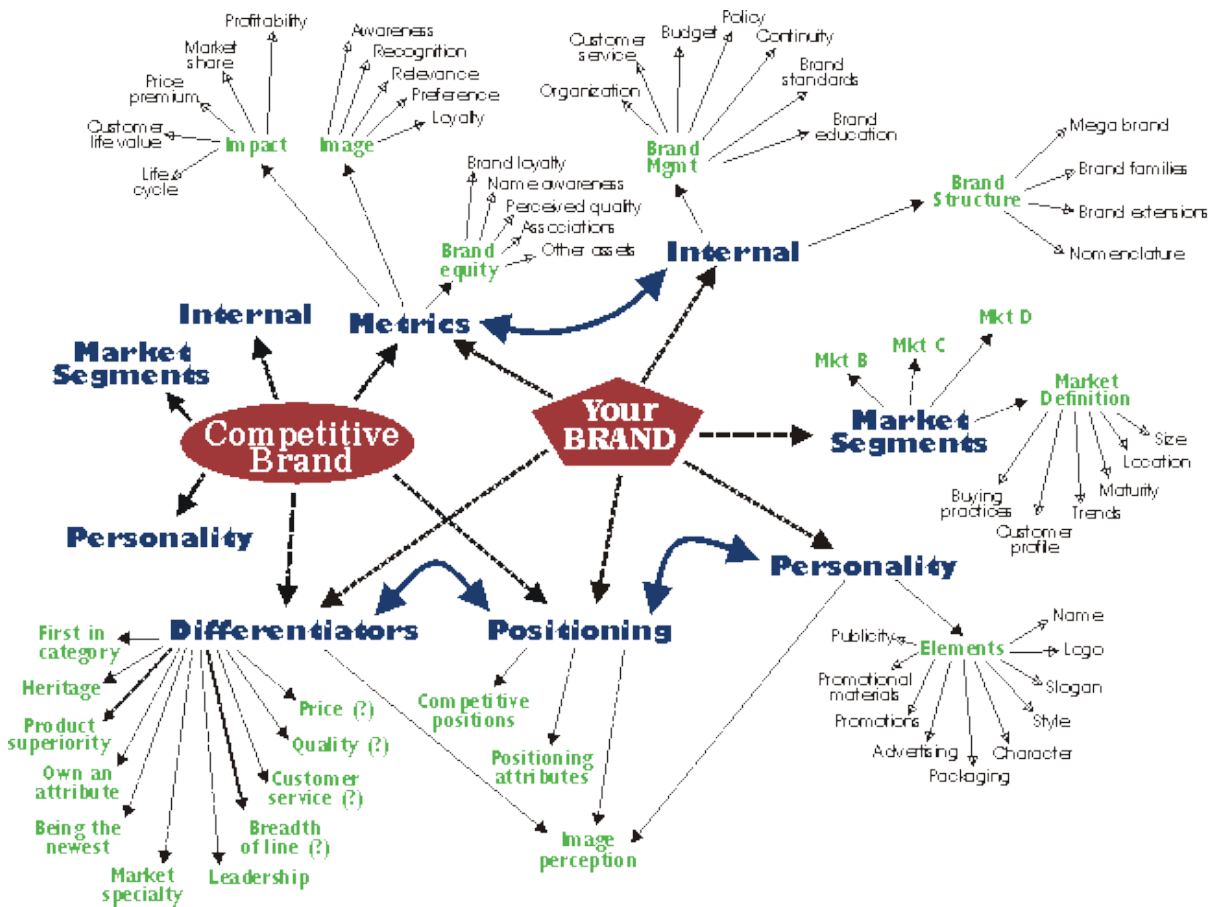 Profitability
Market
share
Price
premium
Customer
life value
Life
cycle
Impact
Awareness
Recognition
Relevance
Preference
Loyalty
Image
Brand loyalty
Name awareness
Perceived quality
Associations
Other assets
Brand
equity
Policy
Budget
Continuity
Customer
service
Brand
standards
Organization
Brand
education
Brand
Mgmt
Mega brand
Brand families
Brand extensions
Nomenclature
Brand
Structure
Internal
Internal
Metrics
Market
Segments
Competitive
Brand
Your
BRAND
Mkt B
Mkt C
Mkt D
Market
Definition
Market
Segments
Size
Location
Maturity
Trends
Customer
profile
Buying
practices
Personality
Personality
Differentiators
Positioning
First in
category
Heritage
Product
superiority
Own an
attribute
Being the
newest
Market
specialty
Leadership
Breadth
of line (?)
Customer
service (?)
Quality (?)
Price (?)
Competitive
positions
Positioning
attributes
Image
perception
Elements
Name
Logo
Slogan
Style
Character
Packaging
Advertising
Promotions
Promotional
materials
Publicity